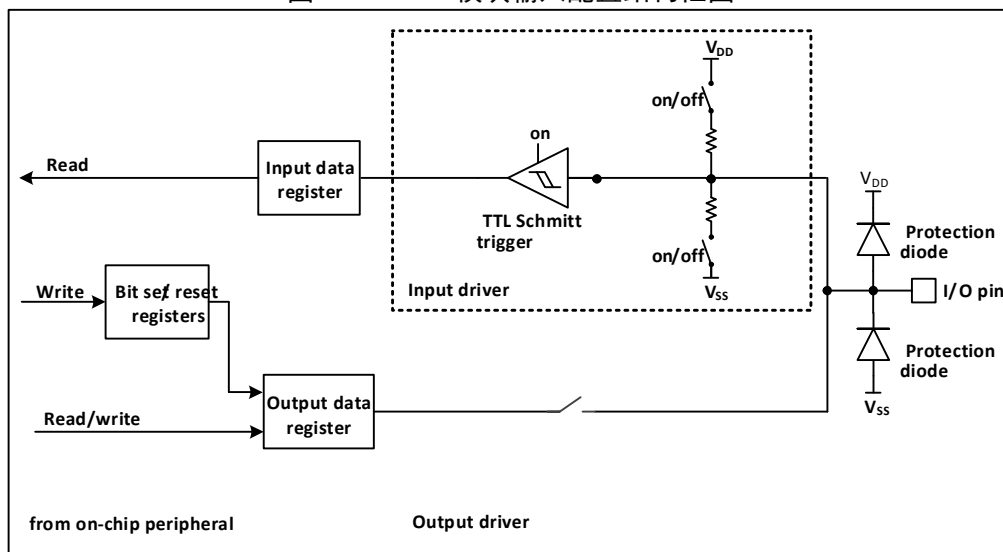 V_DD
on/off
on
Read
Input data
register
TTL Schmitt
trigger
on/off
V_SS
Input driver
V_DD
Protection
diode
I/O pin
Protection
diode
V_SS
Write
Bit set/ reset
registers
Output data
register
Read/write
from on-chip peripheral
Output driver